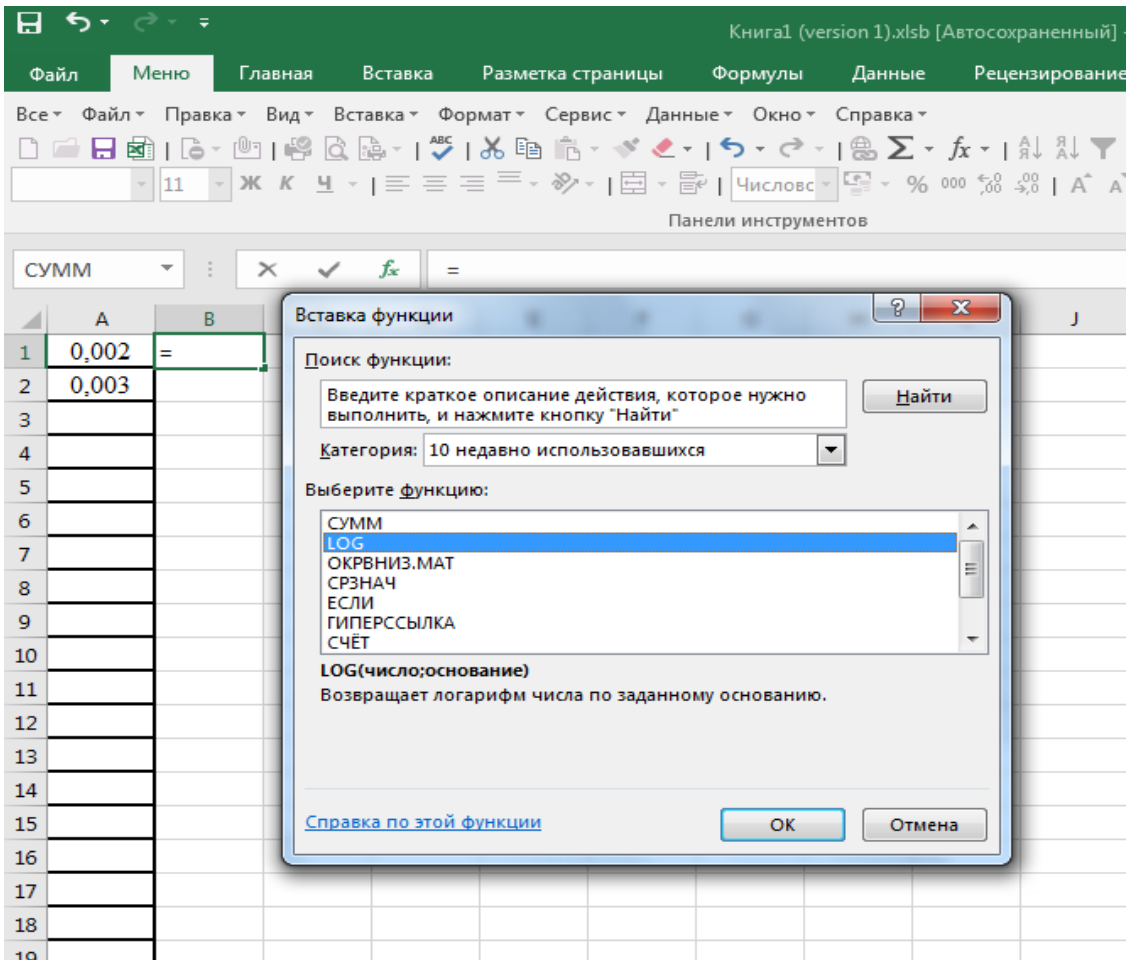 Книга1 (version 1).xlsb [Автосохраненный] -
Файл Меню Главная Вставка Разметка страницы Формулы Данные Рецензирование
Все Файл Правка Вид Вставка Формат Сервис Данные Окно Справка
ABC Σ fx
11 Ж К Ч Числовс % 000
Панели инструментов
СУММ fx =
A B J
1 0,002 =
2 0,003
3
4
5
6
7
8
9
10
11
12
13
14
15
16
17
18
19
Вставка функции ?
Поиск функции:
Введите краткое описание действия, которое нужно
выполнить, и нажмите кнопку "Найти"
Найти
Категория: 10 недавно использовавшихся
Выберите функцию:
СУММ
LOG
ОКРВНИЗ.МАТ
СРЗНАЧ
ЕСЛИ
ГИПЕРССЫЛКА
СЧЁТ
LOG(число;основание)
Возвращает логарифм числа по заданному основанию.
Справка по этой функции
ОК Отмена